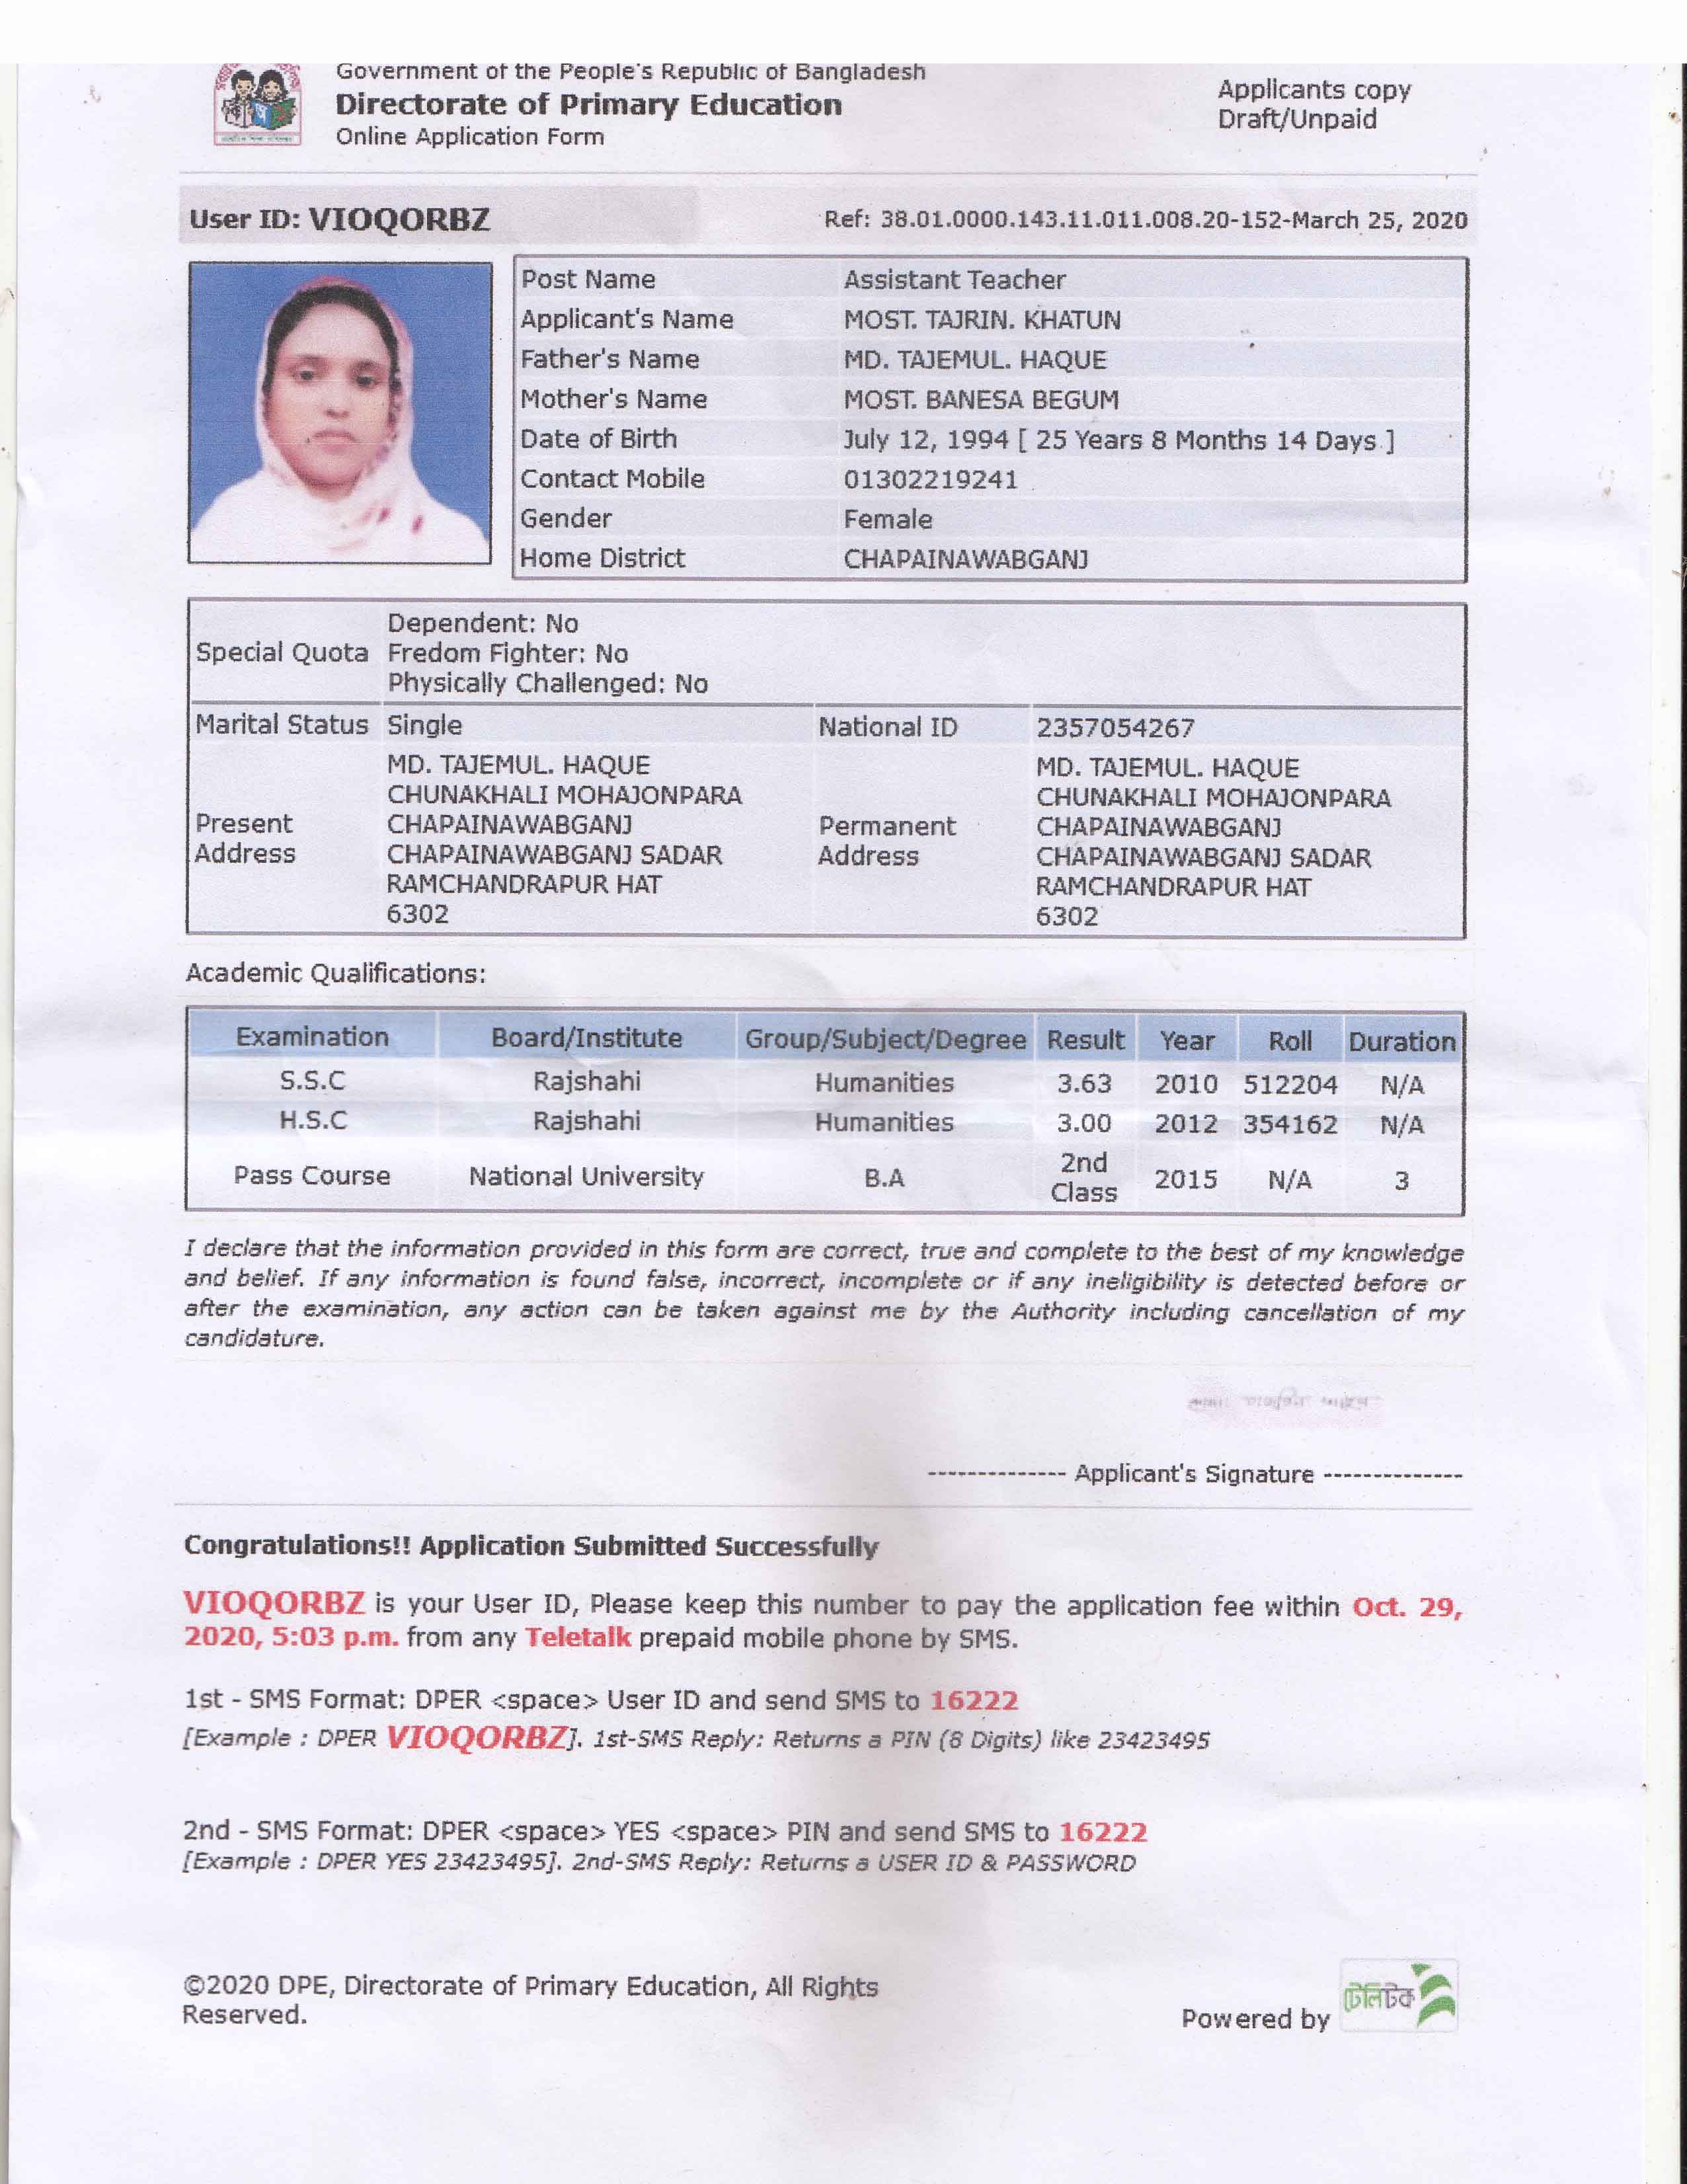 Government of the People's Republic of Bangladesh
Directorate of Primary Education
Online Application Form
Applicants copy
Draft/Unpaid
User ID: VIOQORBZ
Ref: 38.01.0000.143.11.011.008.20-152-March 25, 2020
Post Name Assistant Teacher
Applicant's Name MOST. TAJRIN. KHATUN
Father's Name MD. TAJEMUL. HAQUE
Mother's Name MOST. BANESA BEGUM
Date of Birth July 12, 1994 [ 25 Years 8 Months 14 Days ]
Contact Mobile 01302219241
Gender Female
Home District CHAPAINAWABGANJ
Special Quota
Dependent: No
Fredom Fighter: No
Physically Challenged: No
Marital Status Single
National ID 2357054267
Present
Address
MD. TAJEMUL. HAQUE
CHUNAKHALI MOHAJONPARA
CHAPAINAWABGANJ
CHAPAINAWABGANJ SADAR
RAMCHANDRAPUR HAT
6302
Permanent
Address
MD. TAJEMUL. HAQUE
CHUNAKHALI MOHAJONPARA
CHAPAINAWABGANJ
CHAPAINAWABGANJ SADAR
RAMCHANDRAPUR HAT
6302
Academic Qualifications:
Examination Board/Institute Group/Subject/Degree Result Year Roll Duration
S.S.C Rajshahi Humanities 3.63 2010 512204 N/A
H.S.C Rajshahi Humanities 3.00 2012 354162 N/A
Pass Course National University B.A 2nd Class 2015 N/A 3
I declare that the information provided in this form are correct, true and complete to the best of my knowledge
and belief. If any information is found false, incorrect, incomplete or if any ineligibility is detected before or
after the examination, any action can be taken against me by the Authority including cancellation of my
candidature.
-------------- Applicant's Signature --------------
Congratulations!! Application Submitted Successfully
VIOQORBZ is your User ID, Please keep this number to pay the application fee within Oct. 29,
2020, 5:03 p.m. from any Teletalk prepaid mobile phone by SMS.
1st - SMS Format: DPER <space> User ID and send SMS to 16222
[Example : DPER VIOQORBZ]. 1st-SMS Reply: Returns a PIN (8 Digits) like 23423495
2nd - SMS Format: DPER <space> YES <space> PIN and send SMS to 16222
[Example : DPER YES 23423495]. 2nd-SMS Reply: Returns a USER ID & PASSWORD
©2020 DPE, Directorate of Primary Education, All Rights
Reserved.
Powered by টেলিটক